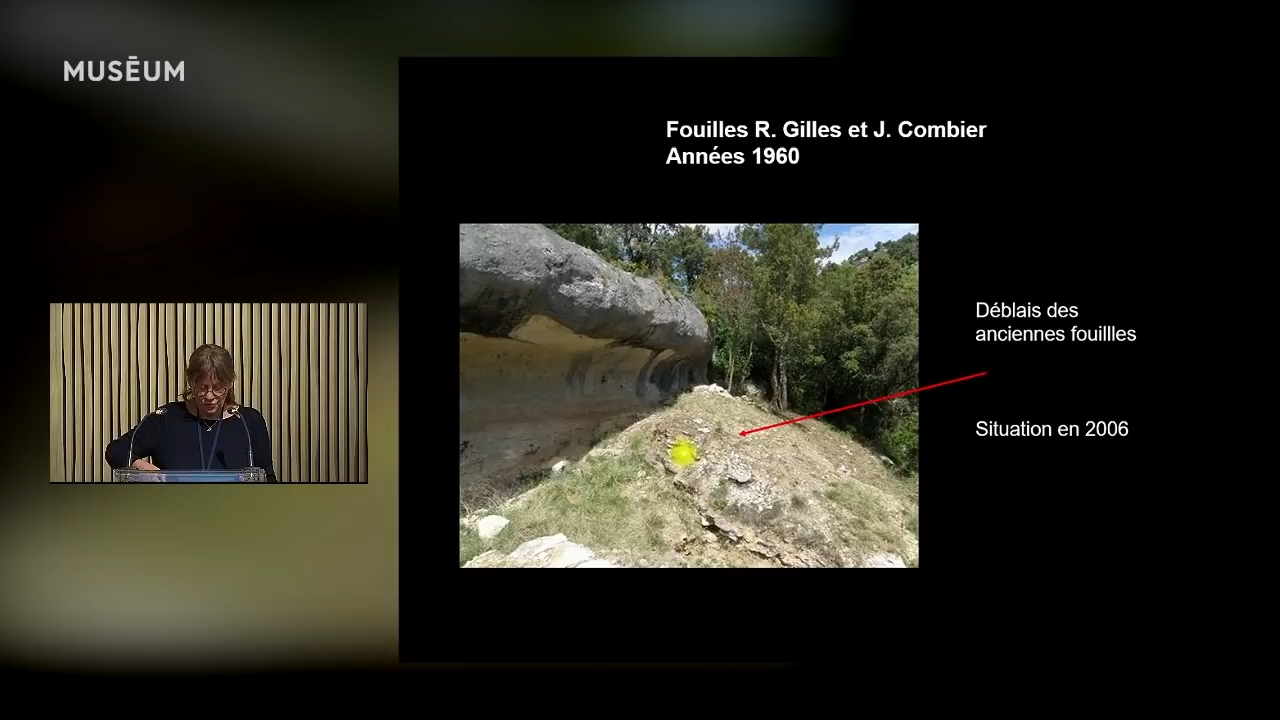 MUSĒUM
Fouilles R. Gilles et J. Combier
Années 1960
Déblais des
anciennes fouillles
Situation en 2006